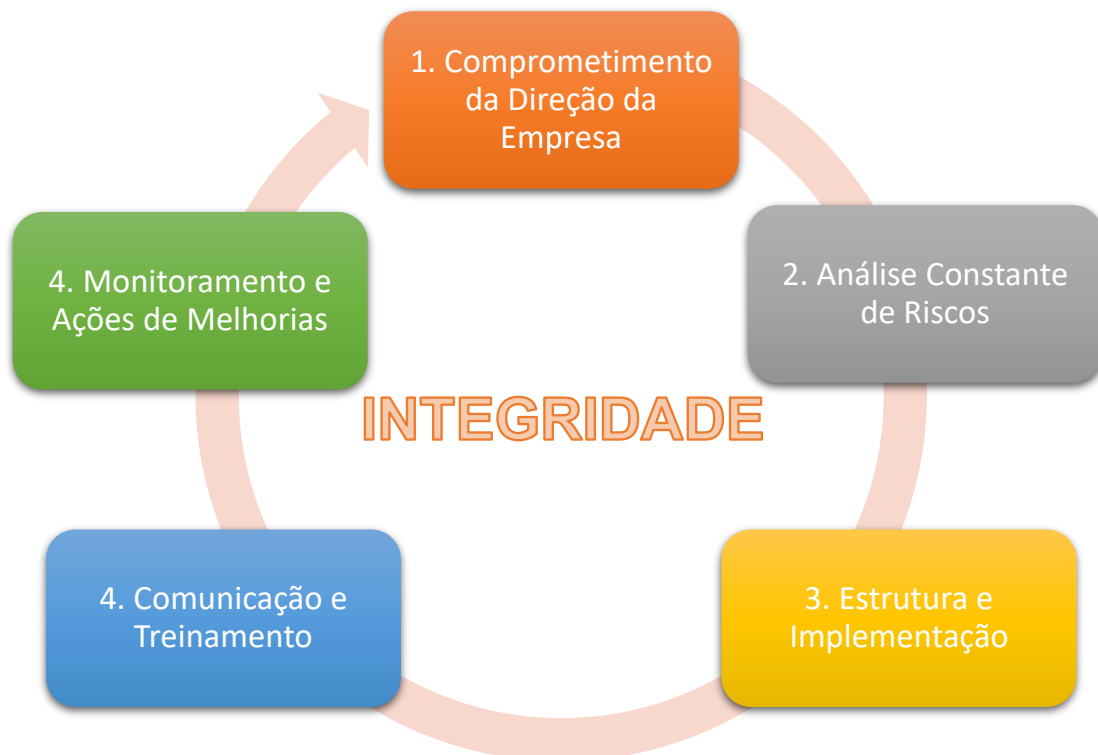 1. Comprometimento
da Direção da
Empresa
2. Análise Constante
de Riscos
3. Estrutura e
Implementação
4. Comunicação e
Treinamento
4. Monitoramento e
Ações de Melhorias
INTEGRIDADE